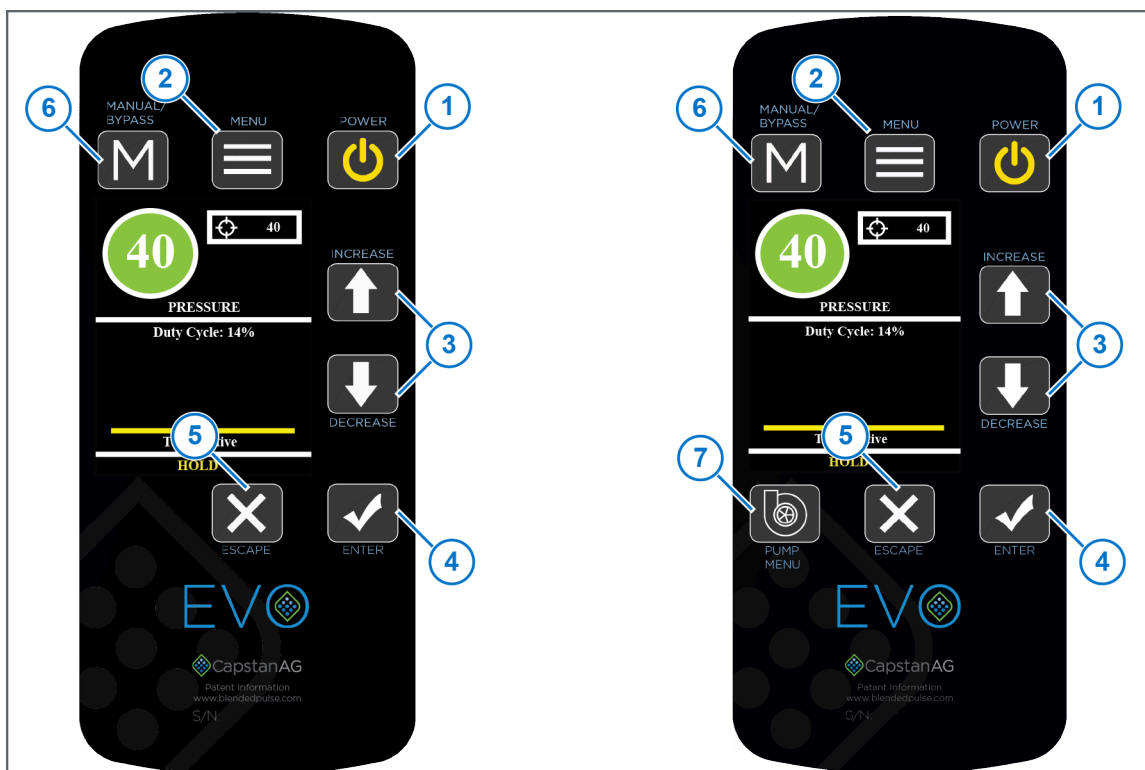 2
2
6
1
6
1
MANUAL/
BYPASS
MENU
POWER
M
MANUAL/
BYPASS
MENU
POWER
M
40
40
INCREASE
PRESSURE
Duty Cycle: 14%
3
DECREASE
5
HOLD
ESCAPE
ENTER
4
EVO
CapstanAG
Patent Information
www.blendedpulse.com
S/N:
40
40
INCREASE
PRESSURE
Duty Cycle: 14%
3
DECREASE
5
HOLD
7
PUMP
MENU
ESCAPE
ENTER
4
EVO
CapstanAG
Patent Information
www.blendedpulse.com
S/N: